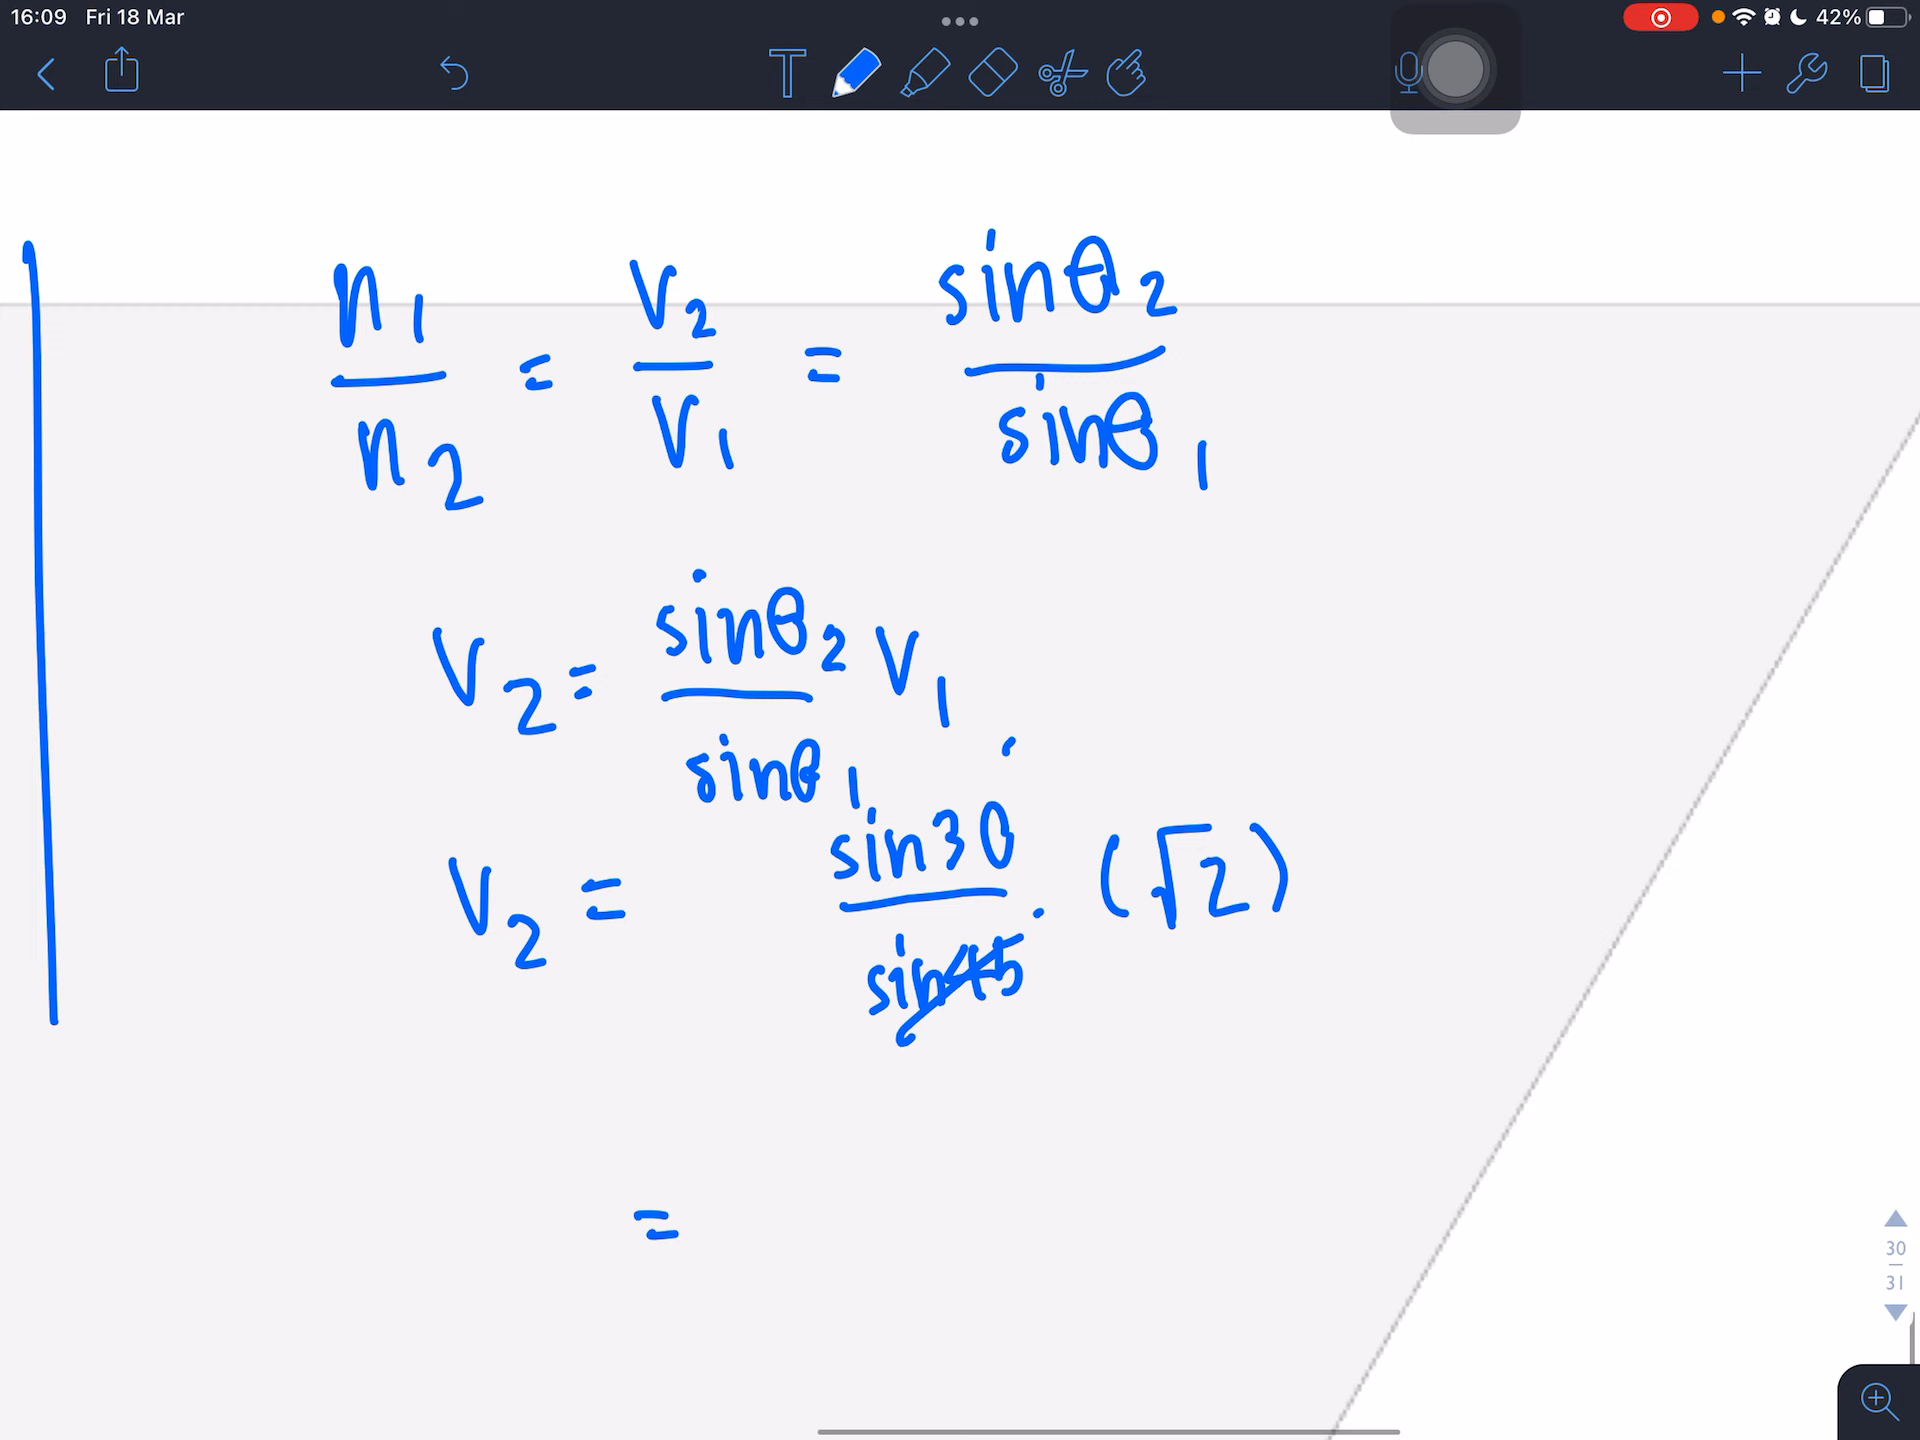 16:09 Fri 18 Mar 42%
n₁/n₂ = v₂/v₁ = sinθ₂/sinθ₁
v₂ = sinθ₂/sinθ₁ v₁
v₂ = sin30/sin45 (√2)
=
30
31